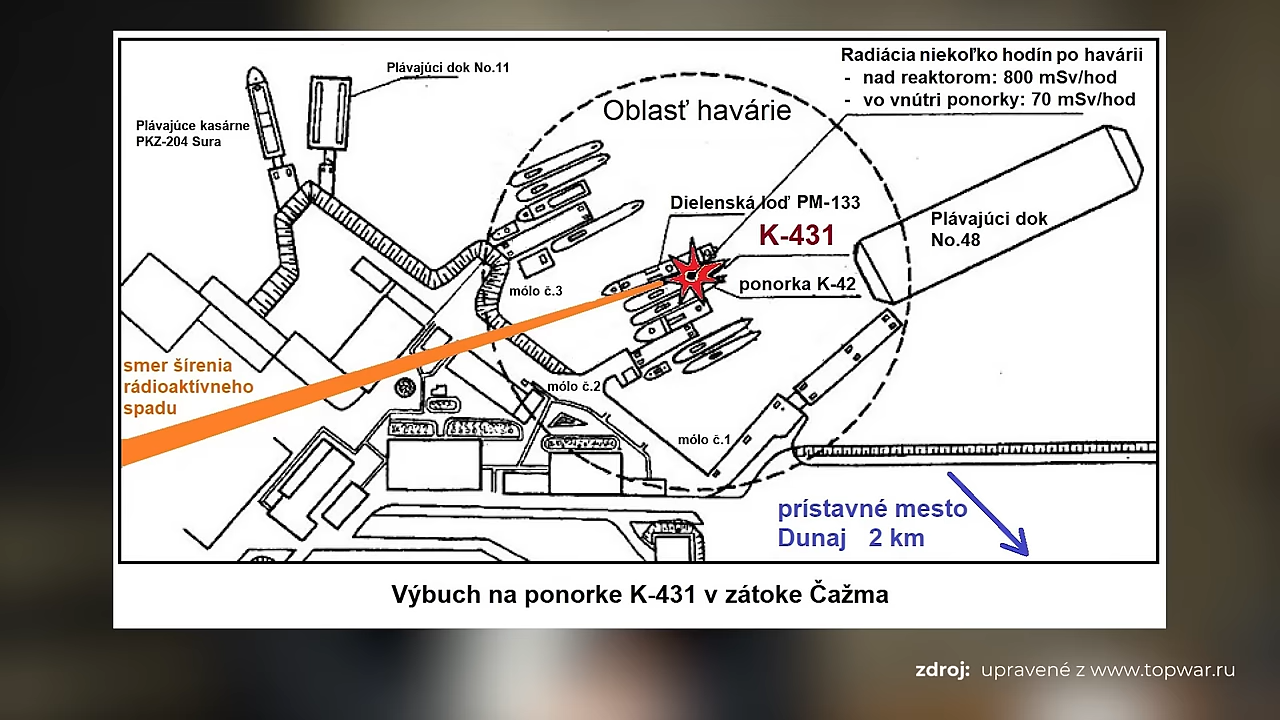 Plávajúci dok No.11
Plávajúce kasárne
PKZ-204 Sura
Radiácia niekoľko hodín po havárii
- nad reaktorom: 800 mSv/hod
- vo vnútri ponorky: 70 mSv/hod
Oblasť havárie
Dielenská loď PM-133
K-431
ponorka K-42
Plávajúci dok
No.48
mólo č.3
smer šírenia
rádioaktívneho
spadu
mólo č.2
mólo č.1
prístavné mesto
Dunaj 2 km
Výbuch na ponorke K-431 v zátoke Čažma
zdroj: upravené z www.topwar.ru